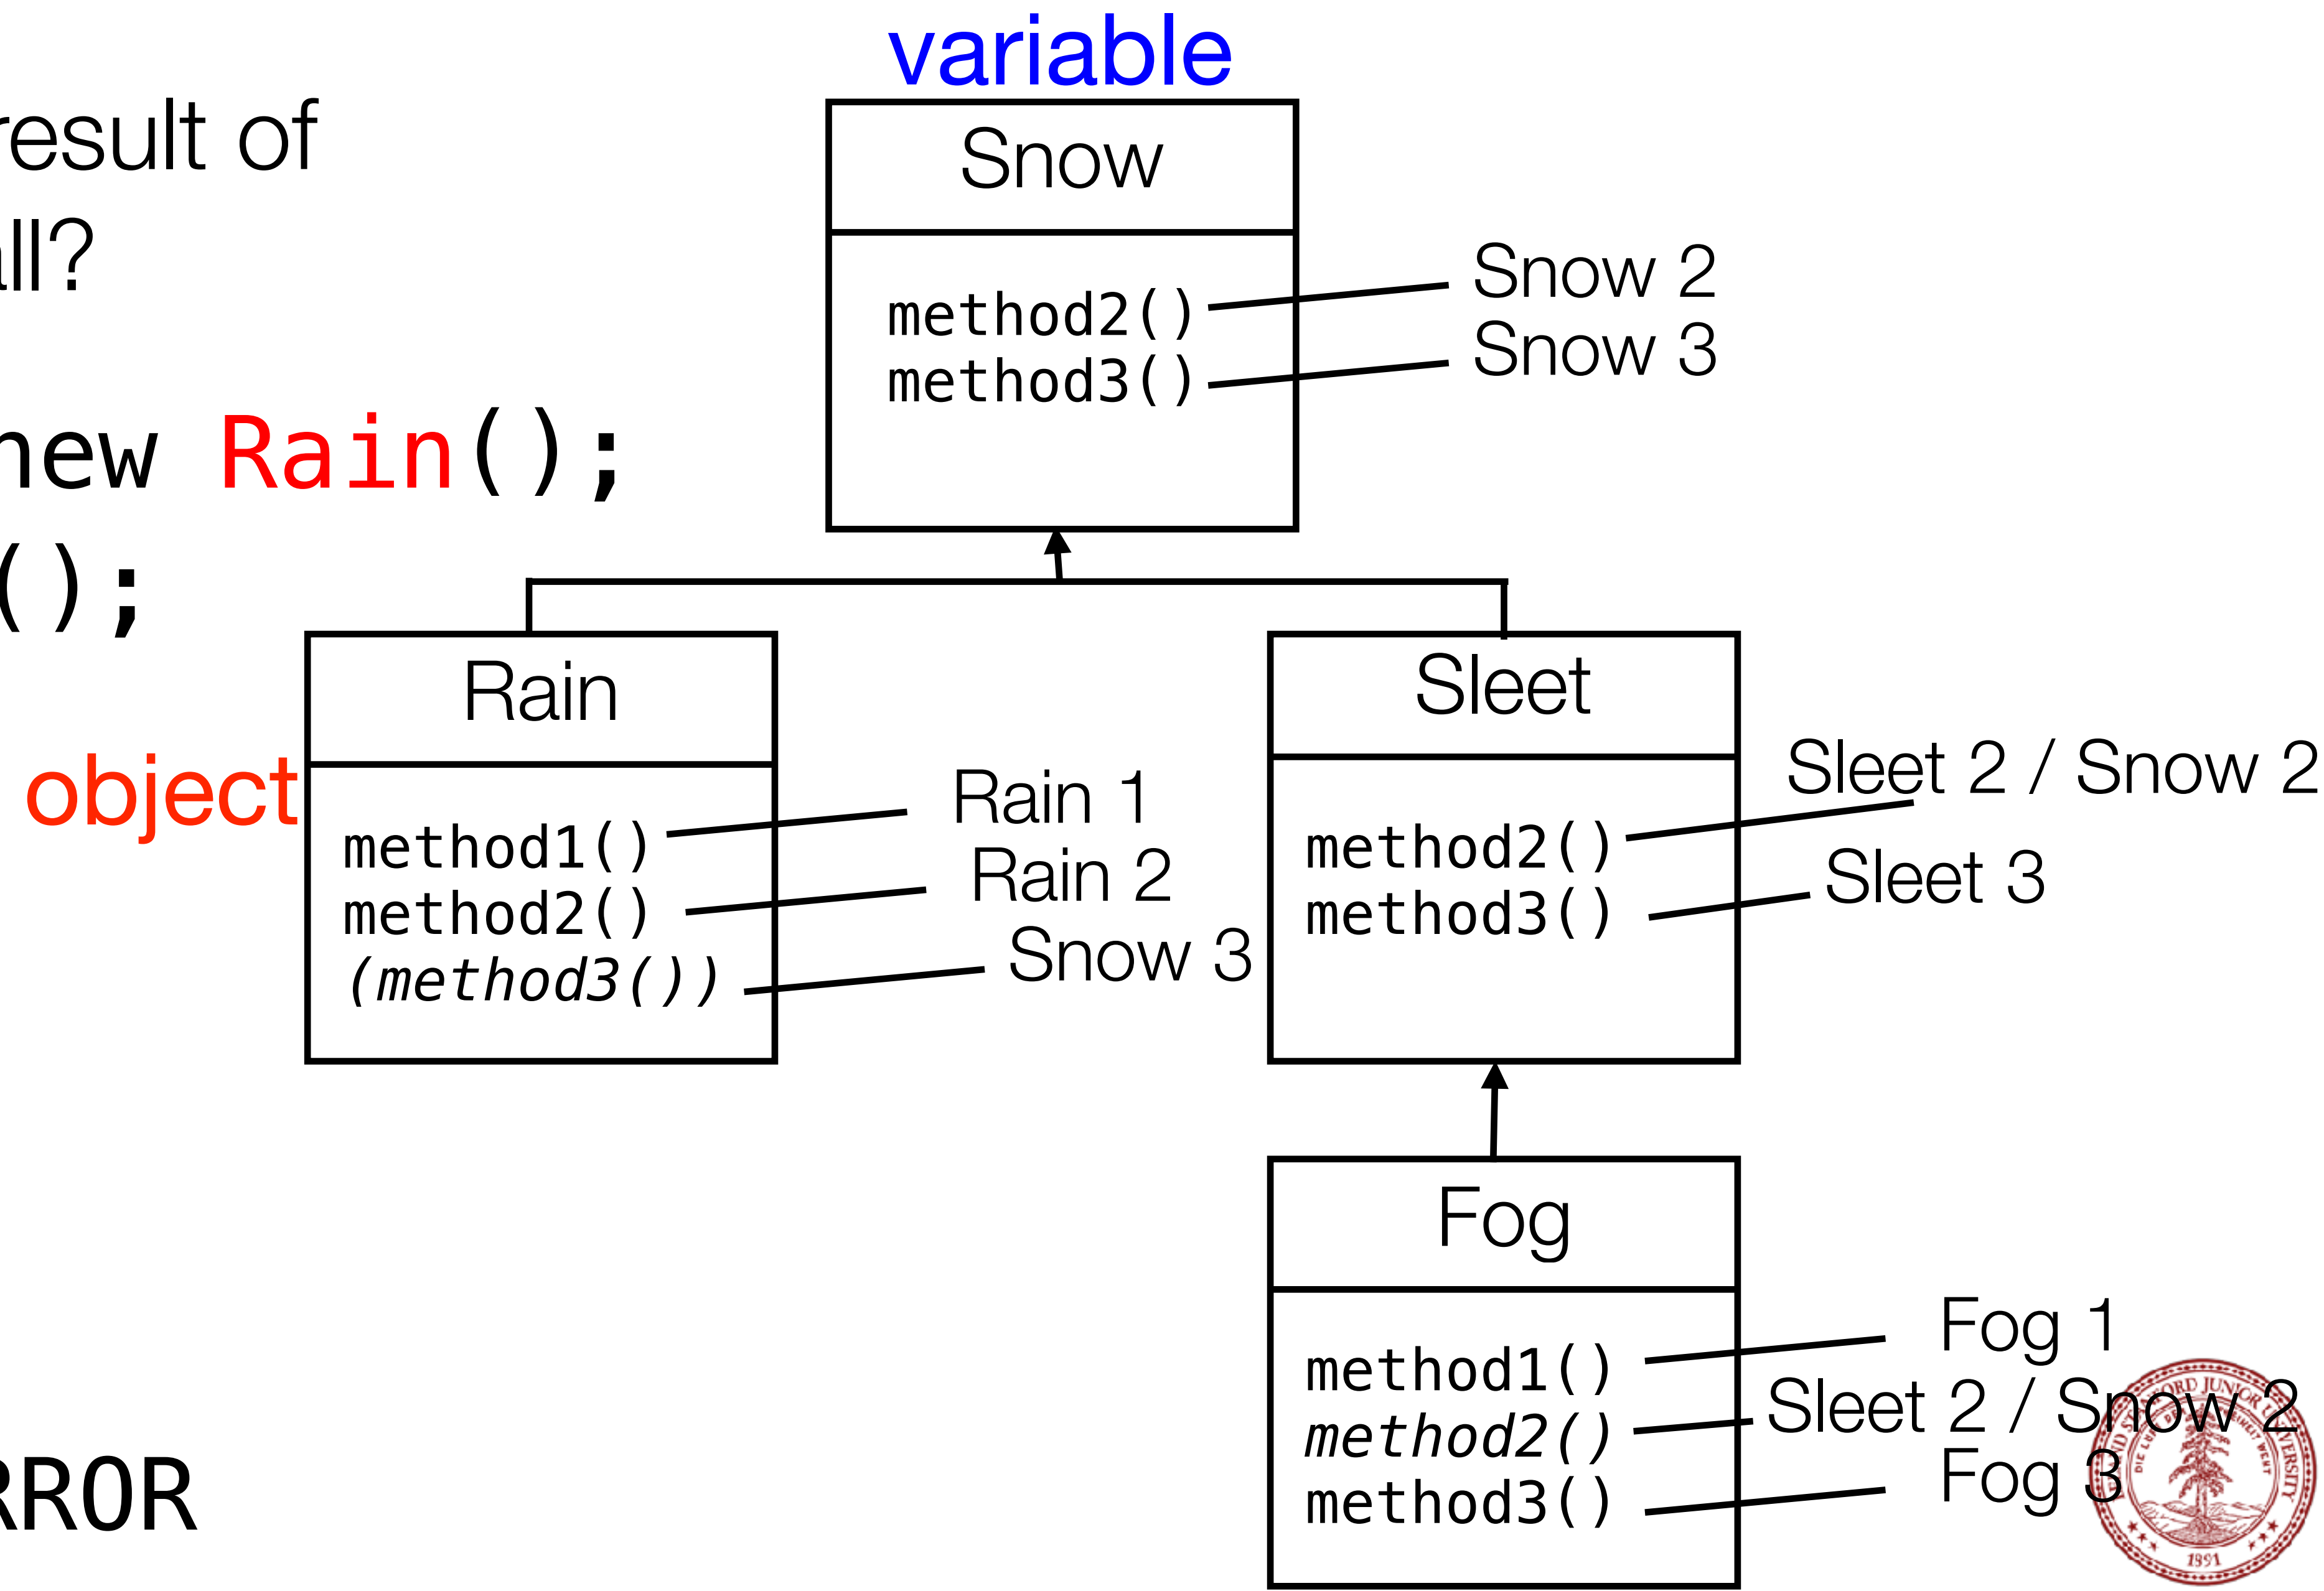 variable
result of
all?
new Rain();
();
object
Snow
method2()
method3()
Snow 2
Snow 3
Rain
method1()
method2()
(method3())
Rain 1
Rain 2
Snow 3
Sleet
method2()
method3()
Sleet 2 / Snow 2
Sleet 3
Fog
method1()
method2()
method3()
Fog 1
Sleet 2 / Snow 2
Fog 3
RROR
1891